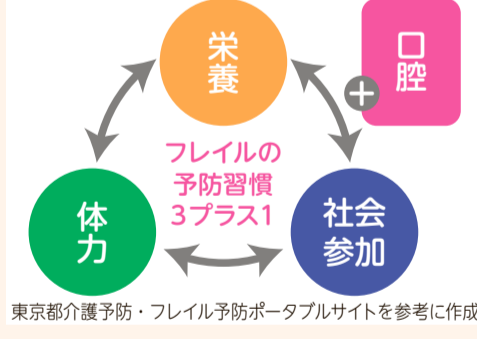 栄養
口腔
フレイルの
予防習慣
3プラス1
体力
社会
参加
東京都介護予防・フレイル予防ポータブルサイトを参考に作成